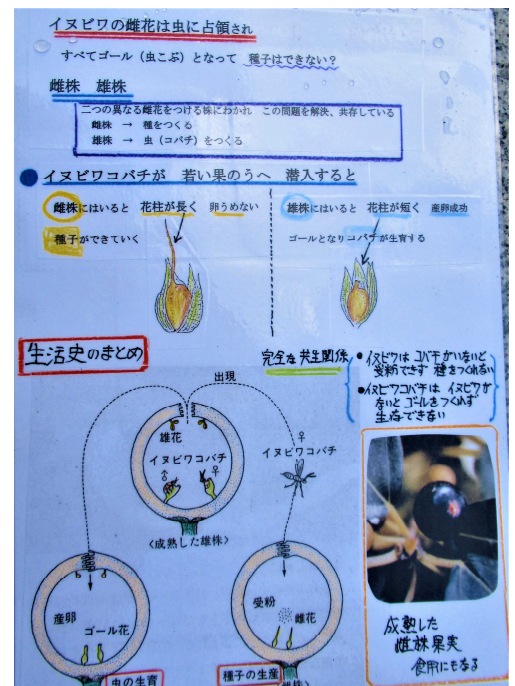 イヌビワの雌花は虫に占領され
すべてゴール（虫こぶ）となって 種子はできない？
雌株 雄株
二つの異なる雌花をつける株にわかれ この問題を解決、共存している
雌株 → 種をつくる
雄株 → 虫（コバチ）をつくる
●イヌビワコバチが 若い果のうへ 潜入すると
雌株にはいると 花柱が長く 卵うめない
種子ができていく
雄株にはいると 花柱が短く 産卵成功
ゴールとなりコバチが生育する
生活史のまとめ
完全な共生関係
●イヌビワは コバチがいないと
受粉できず 種をつくれない
●イヌビワコバチは イヌビワが
ないと ゴールをつくれず
生存できない
出現
雄花
イヌビワコバチ
♂ ♀
〈成熟した雄株〉
♀
イヌビワコバチ
産卵
ゴール花
虫の生育
受粉
雌花
種子の生産
成熟した
雌株果実
食用にもなる